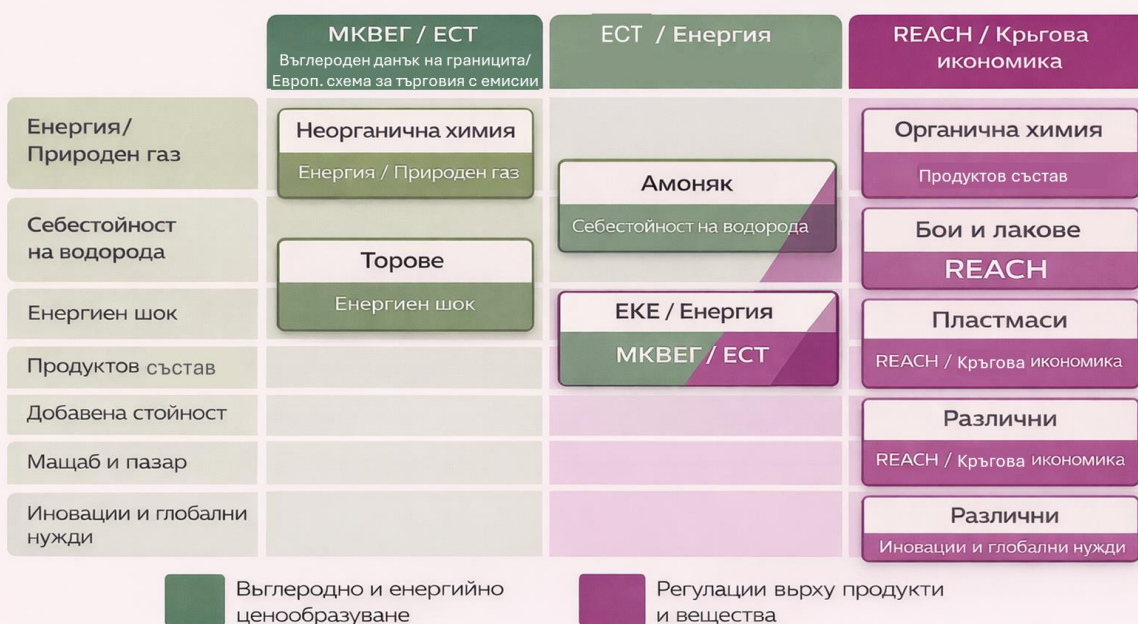 МКВЕГ / ЕСТ
Въглероден данък на границита/
Европ. схема за търговия с емисии
ЕСТ / Енергия
REACH / Кръгова
икономика
Енергия/
Природен газ
Себестойност
на водорода
Енергиен шок
Продуктов състав
Добавена стойност
Мащаб и пазар
Иновации и глобални
нужди
Неорганична химия
Енергия / Природен газ
Торове
Енергиен шок
Амоняк
Себестойност на водорода
ЕКЕ / Енергия
МКВЕГ / ЕСТ
Органична химия
Продуктов състав
Бои и лакове
REACH
Пластмаси
REACH / Кръгова икономика
Различни
REACH / Кръгова икономика
Различни
Иновации и глобални нужди
Въглеродно и енергийно
ценообразуване
Регулации върху продукти
и вещества